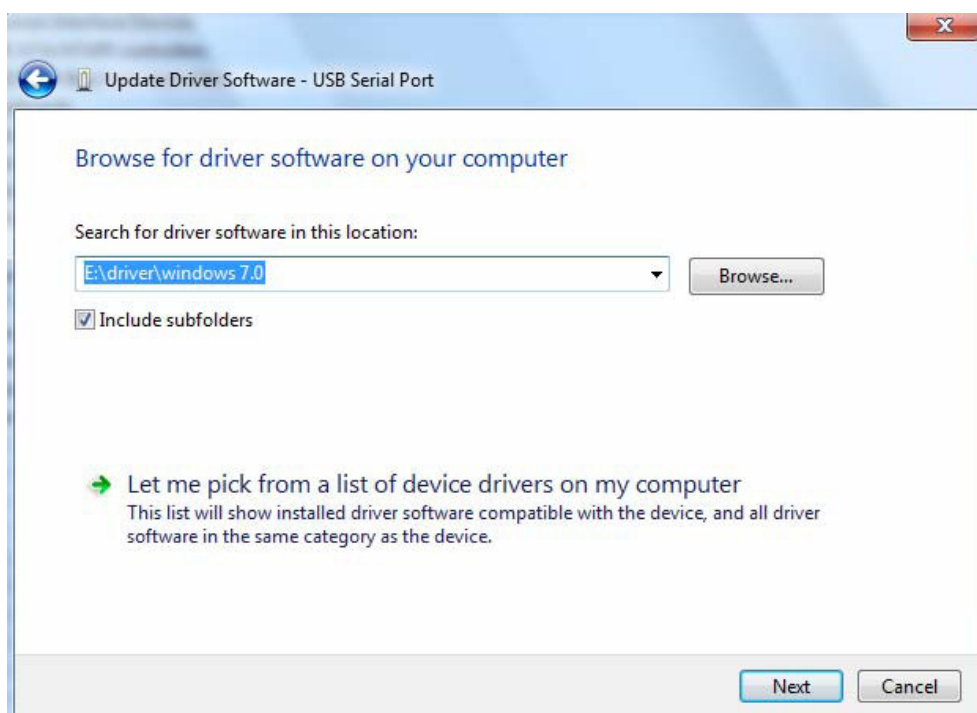 Update Driver Software - USB Serial Port
Browse for driver software on your computer
Search for driver software in this location:
E:\driver\windows 7.0
Browse...
Include subfolders
Let me pick from a list of device drivers on my computer
This list will show installed driver software compatible with the device, and all driver
software in the same category as the device.
Next
Cancel